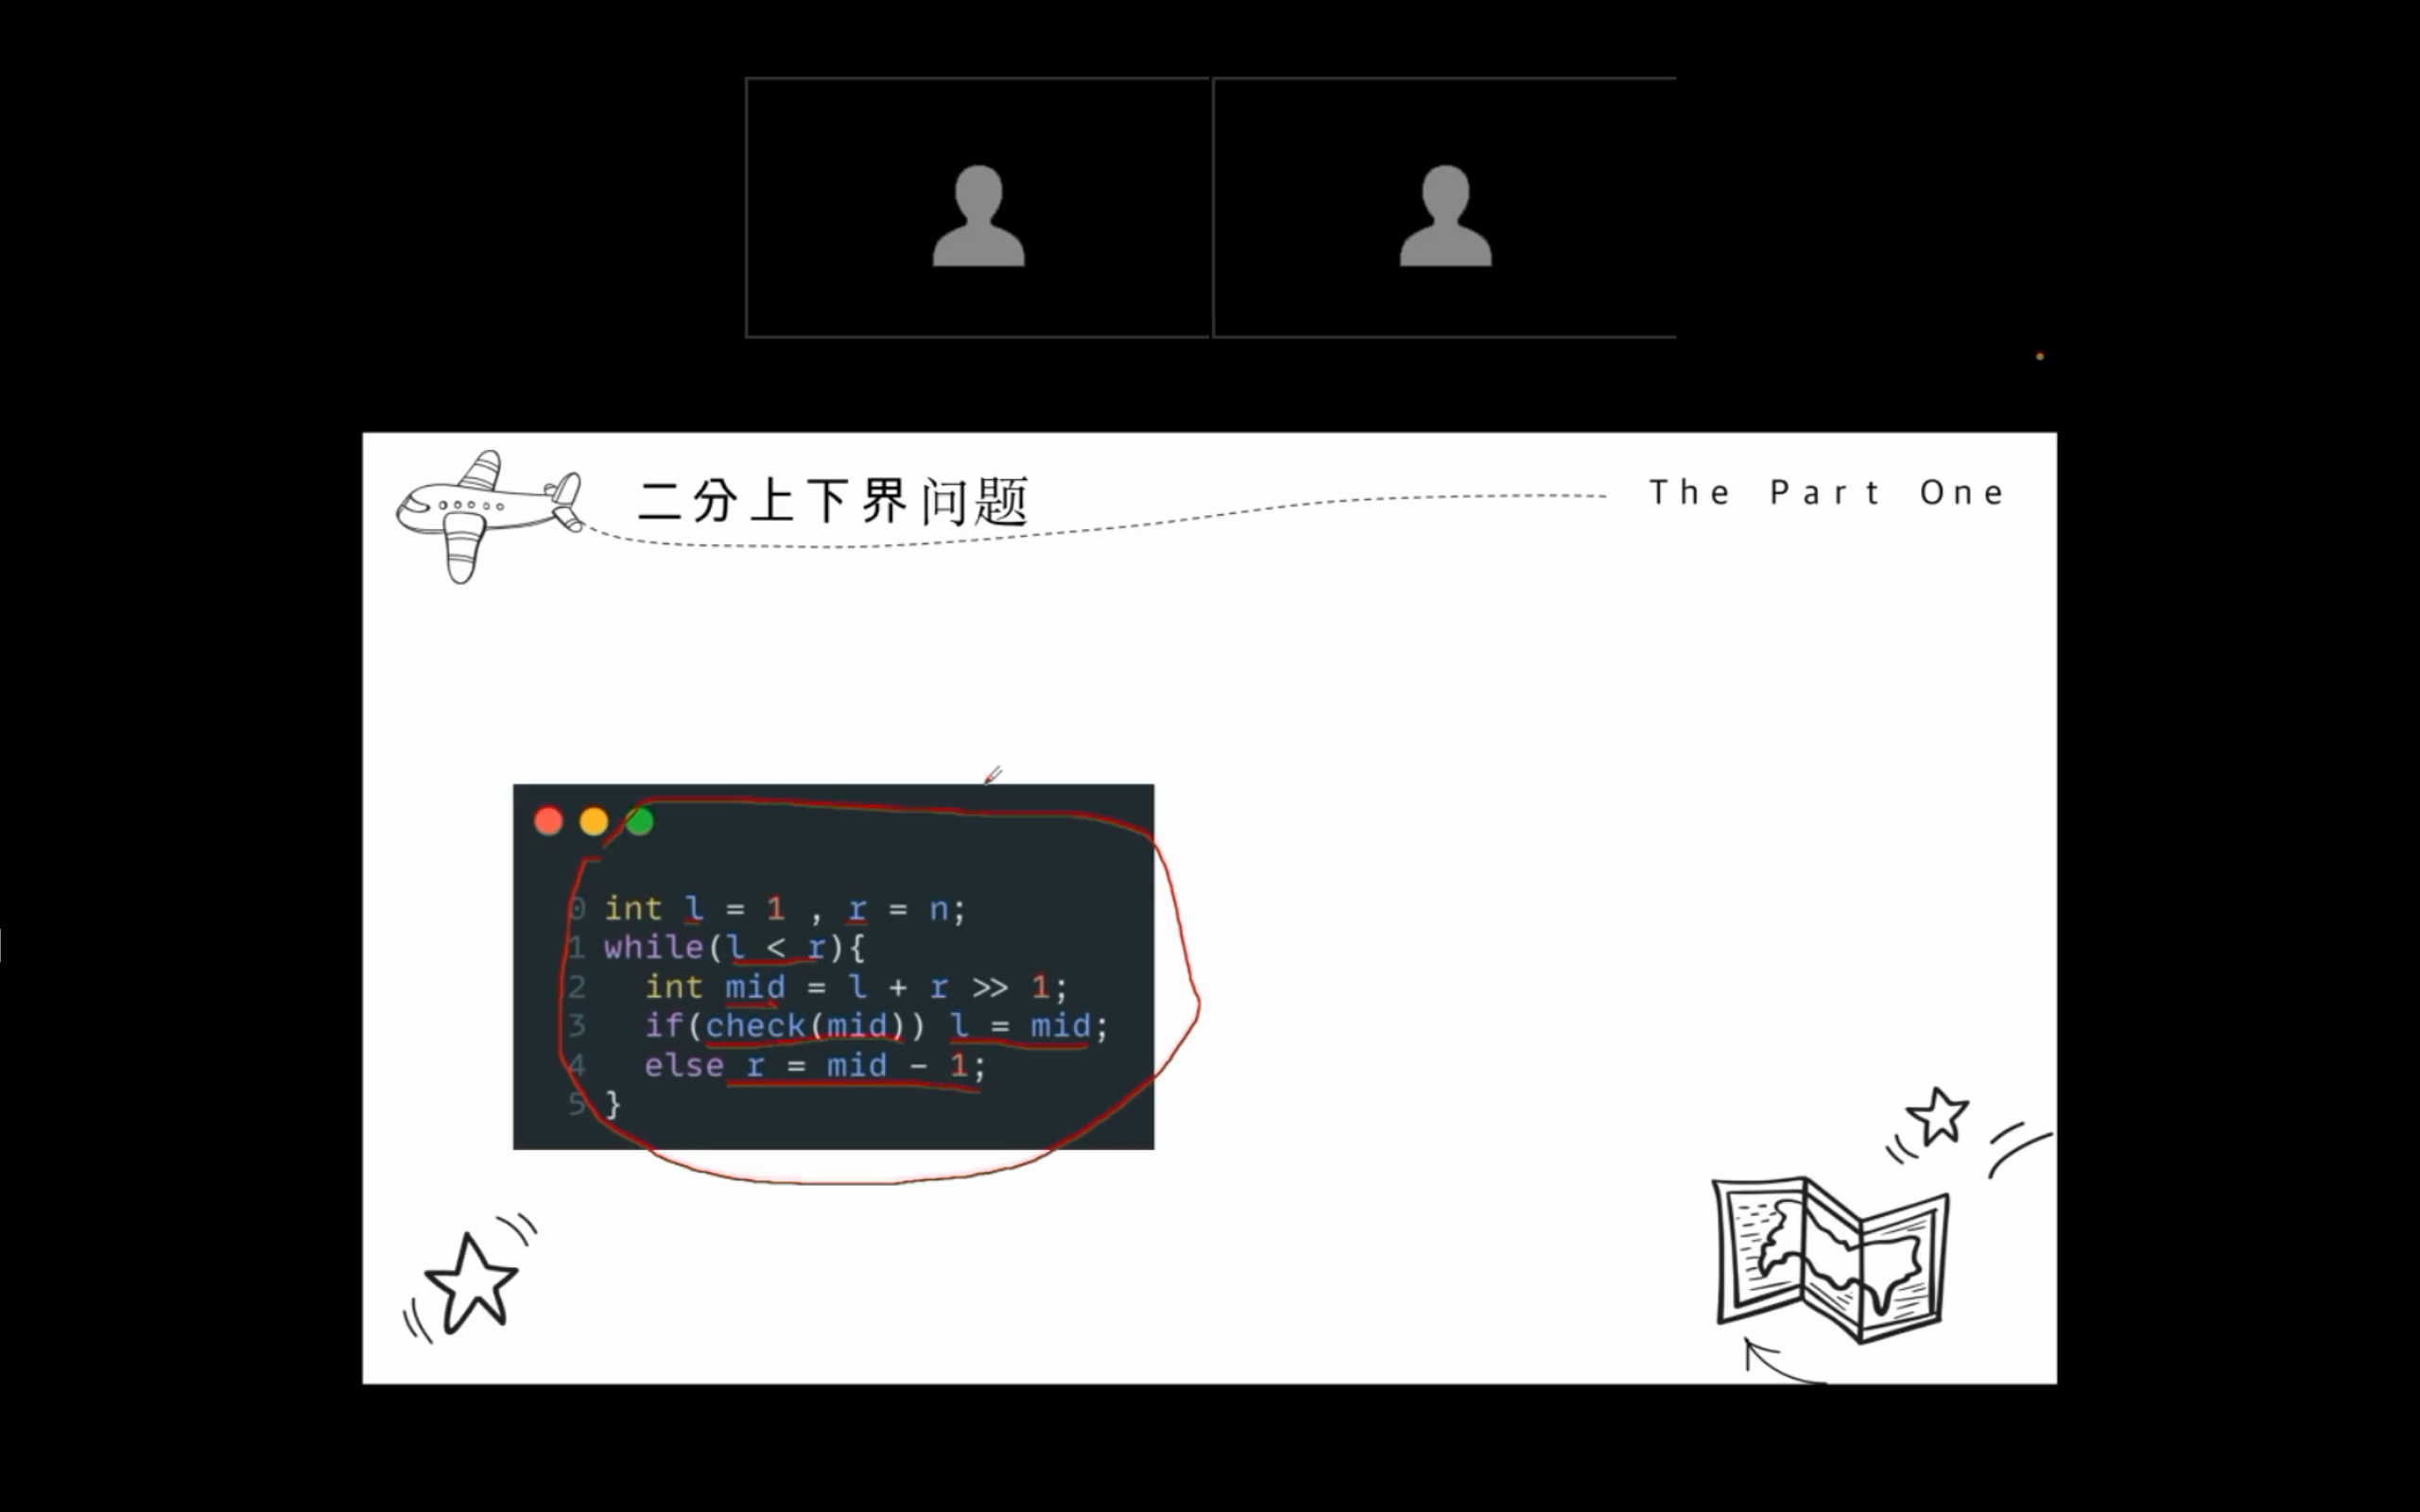 二分上下界问题
The Part One
0 int l = 1 , r = n;
1 while(l < r){
2 int mid = l + r >> 1;
3 if(check(mid)) l = mid;
4 else r = mid - 1;
5 }